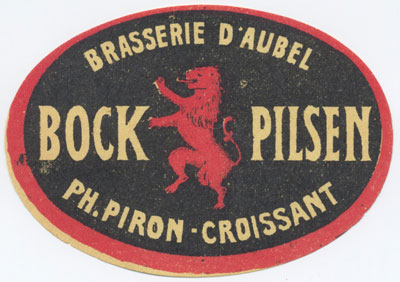 BRASSERIE D'AUBEL
BOCK PILSEN
PH. PIRON - CROISSANT